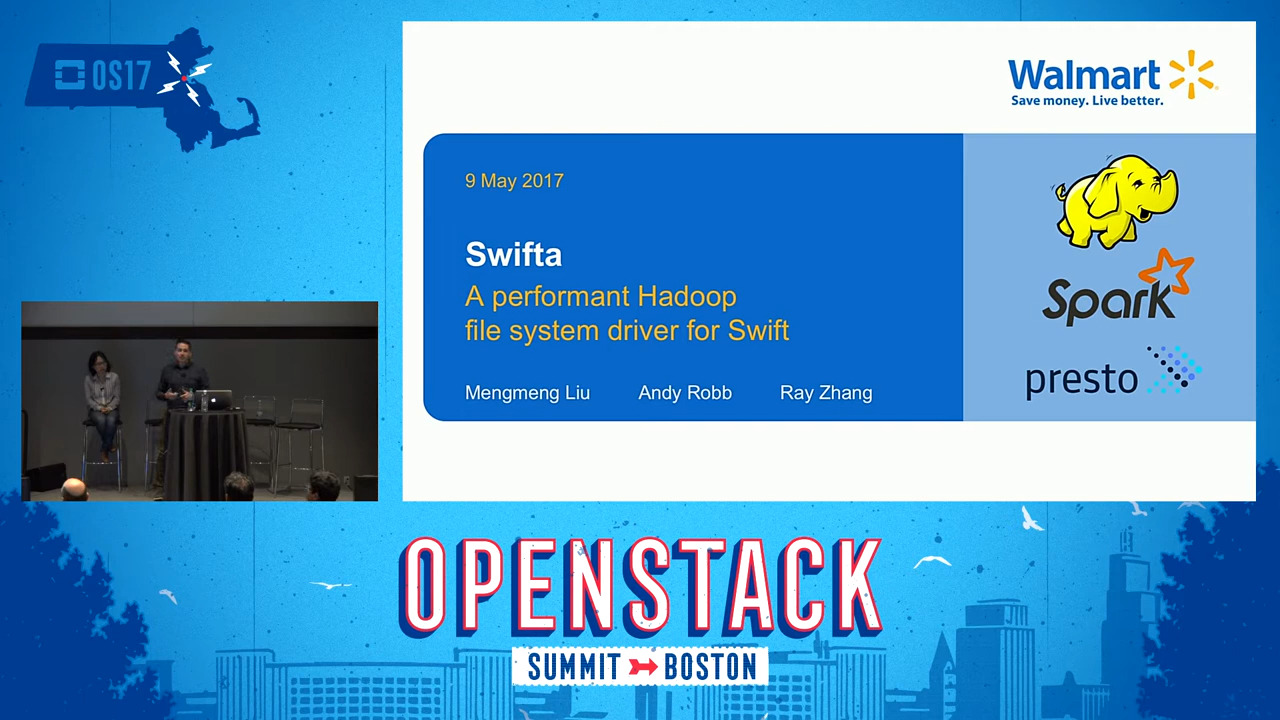 OS17
Walmart
Save money. Live better.
9 May 2017
Swifta
A performant Hadoop
file system driver for Swift
Mengmeng Liu Andy Robb Ray Zhang
Spark
presto
OPENSTACK
SUMMIT BOSTON